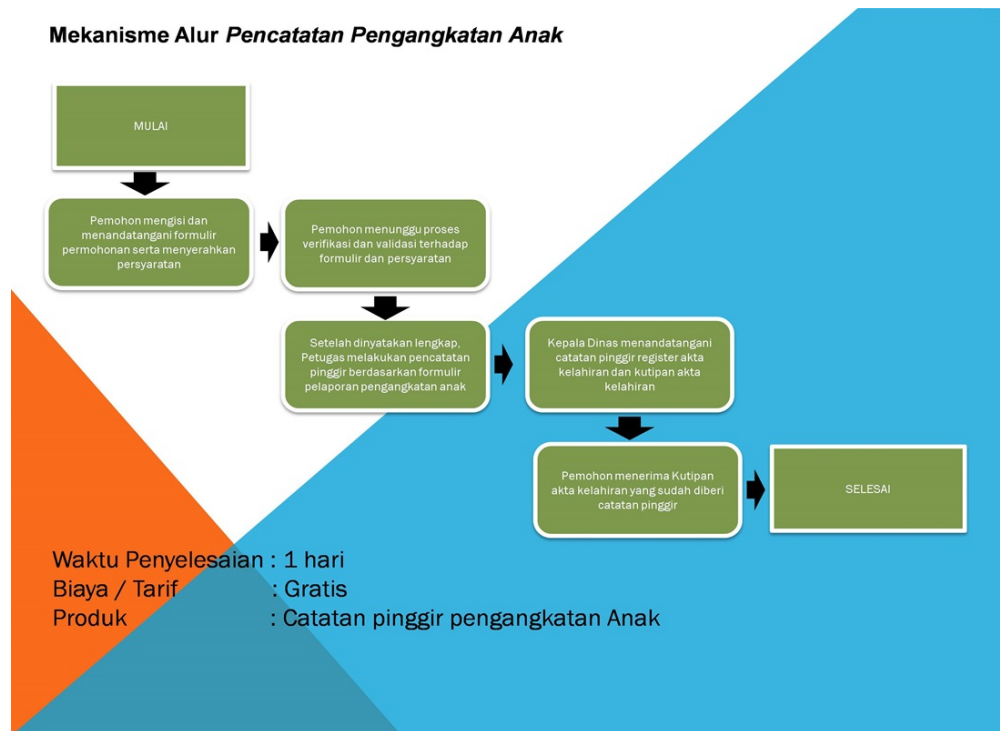 Mekanisme Alur Pencatatan Pengangkatan Anak
MULAI
Pemohon mengisi dan
menandatangani formulir
permohonan serta menyerahkan
persyaratan
Pemohon menunggu proses
verifikasi dan validasi terhadap
formulir dan persyaratan
Setelah dinyatakan lengkap,
Petugas melakukan pencatatan
pinggir berdasarkan formulir
pelaporan pengangkatan anak
Kepala Dinas menandatangani
catatan pinggir register akta
kelahiran dan kutipan akta
kelahiran
Pemohon menerima Kutipan
akta kelahiran yang sudah diberi
catatan pinggir
SELESAI
Waktu Penyelesaian : 1 hari
Biaya / Tarif : Gratis
Produk : Catatan pinggir pengangkatan Anak